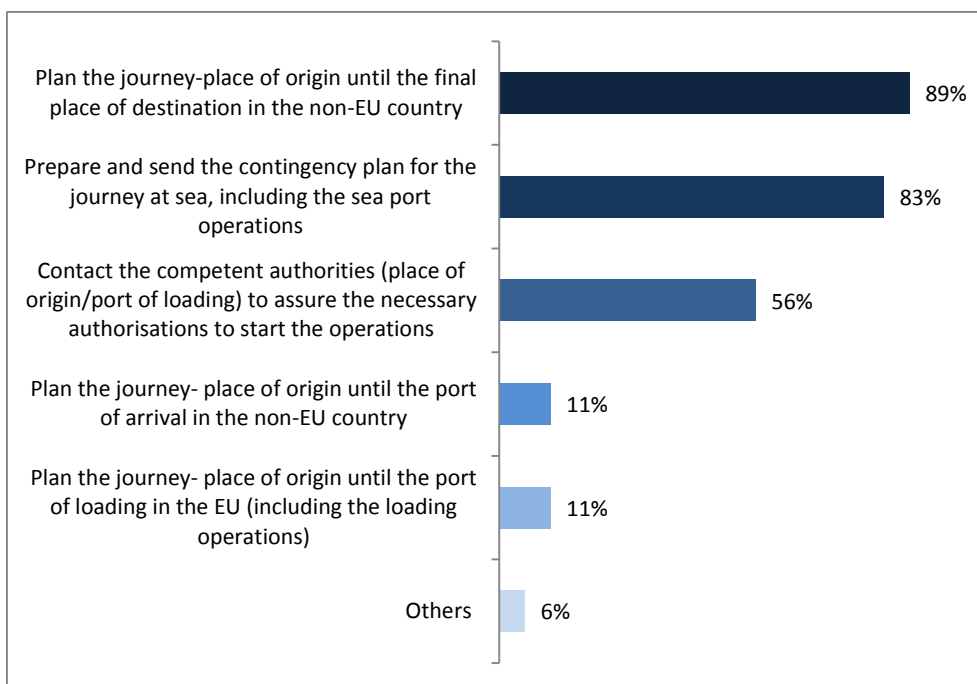 Plan the journey-place of origin until the final
place of destination in the non-EU country
89%
Prepare and send the contingency plan for the
journey at sea, including the sea port
operations
83%
Contact the competent authorities (place of
origin/port of loading) to assure the necessary
authorisations to start the operations
56%
Plan the journey- place of origin until the port
of arrival in the non-EU country
11%
Plan the journey- place of origin until the port
of loading in the EU (including the loading
operations)
11%
Others
6%